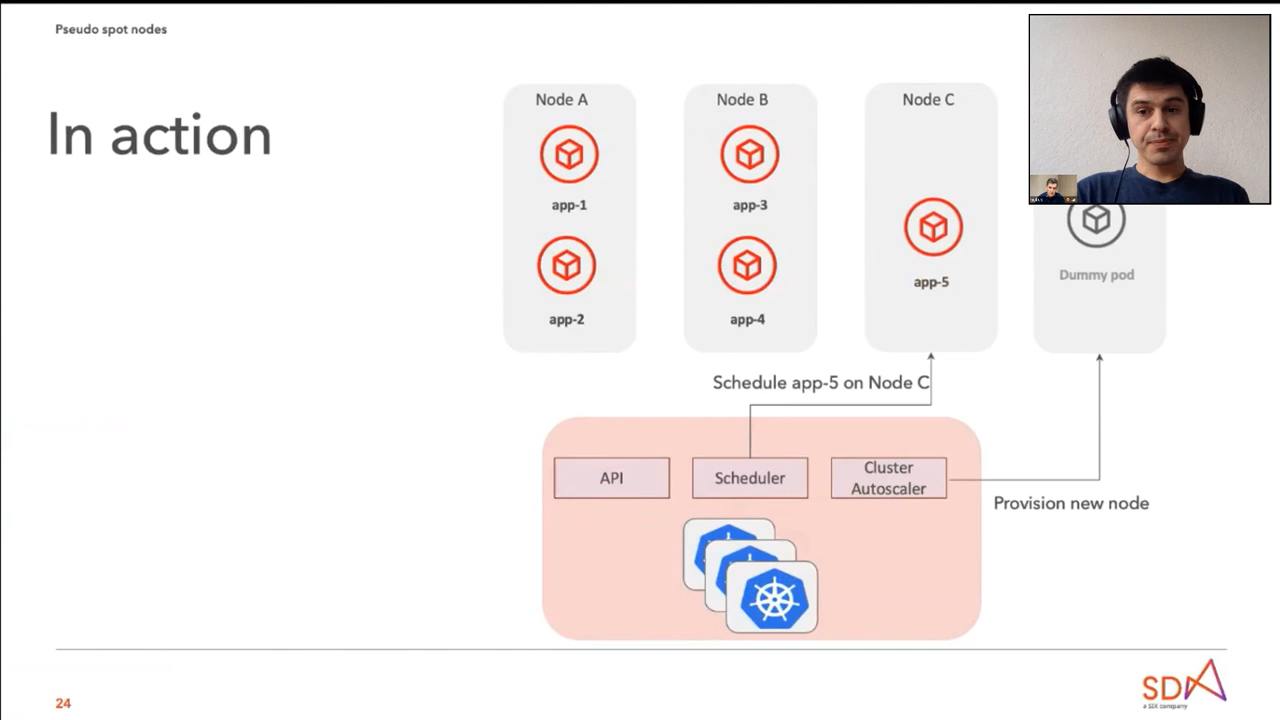 Pseudo spot nodes
In action
Node A
Node B
Node C
app-1
app-3
app-2
app-4
app-5
Dummy pod
Schedule app-5 on Node C
API
Scheduler
Cluster
Autoscaler
Provision new node
24
SDA
a SIX company